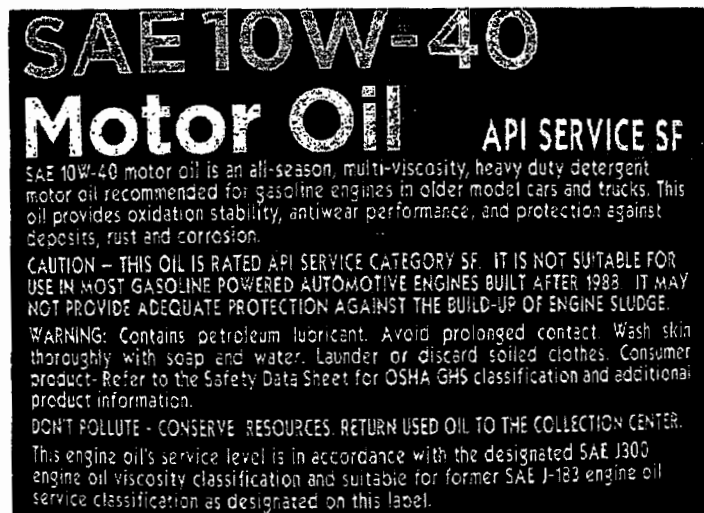 SAE 10W-40
Motor Oil API SERVICE SF
SAE 10W-40 motor oil is an all-season, multi-viscosity, heavy duty detergent
motor oil recommended for gasoline engines in older model cars and trucks. This
oil provides oxidation stability, antiwear performance, and protection against
deposits, rust and corrosion.
CAUTION – THIS OIL IS RATED API SERVICE CATEGORY SF. IT IS NOT SUITABLE FOR
USE IN MOST GASOLINE POWERED AUTOMOTIVE ENGINES BUILT AFTER 1988. IT MAY
NOT PROVIDE ADEQUATE PROTECTION AGAINST THE BUILD-UP OF ENGINE SLUDGE.
WARNING: Contains petroleum lubricant. Avoid prolonged contact. Wash skin
thoroughly with soap and water. Launder or discard soiled clothes. Consumer
product- Refer to the Safety Data Sheet for OSHA GHS classification and additional
product information.
DON'T POLLUTE - CONSERVE RESOURCES. RETURN USED OIL TO THE COLLECTION CENTER.
This engine oil's service level is in accordance with the designated SAE J300
engine oil viscosity classification and suitable for former SAE J-183 engine oil
service classification as designated on this label.